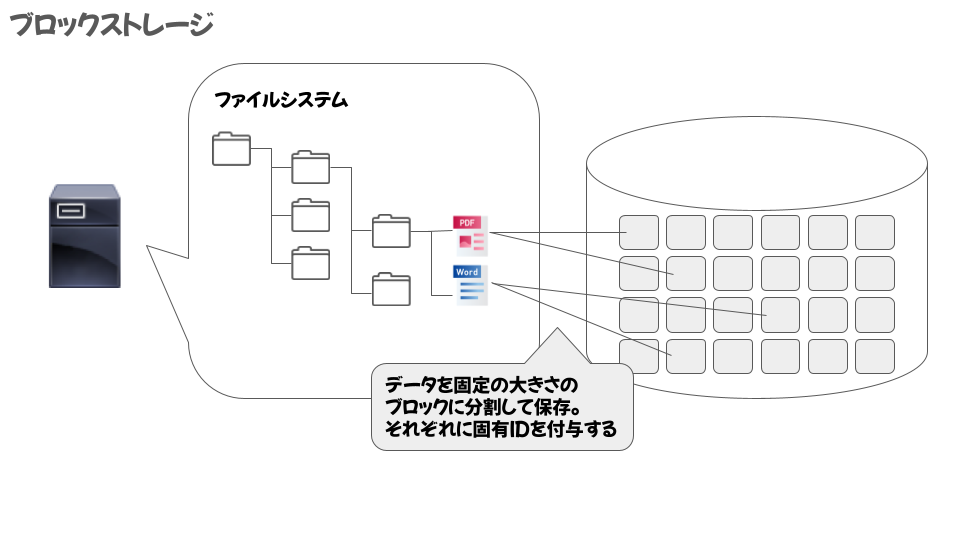 ブロックストレージ
ファイルシステム
PDF
Word
データを固定の大きさの
ブロックに分割して保存。
それぞれに固有IDを付与する